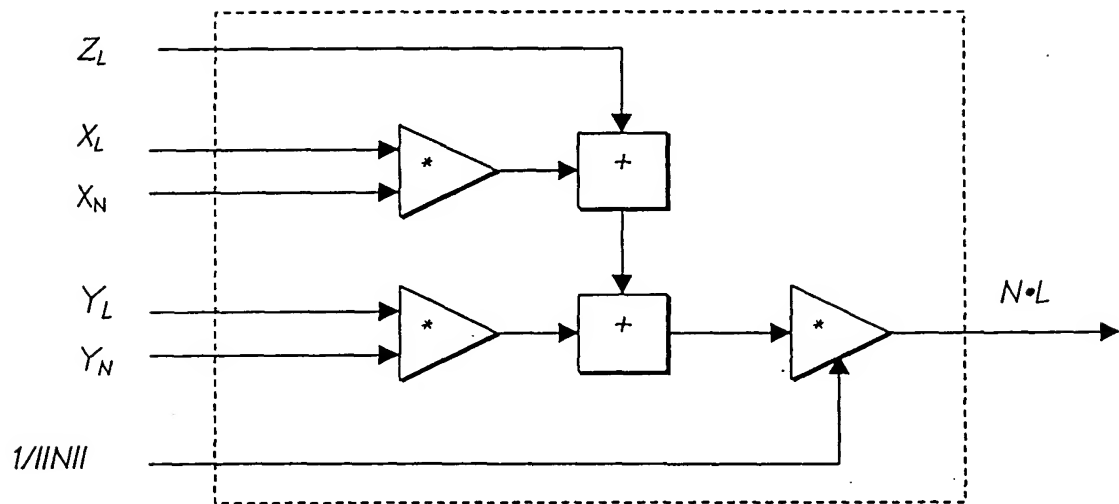 Z_L
X_L
*
+
X_N
Y_L
*
+
*
N•L
Y_N
1/||N||